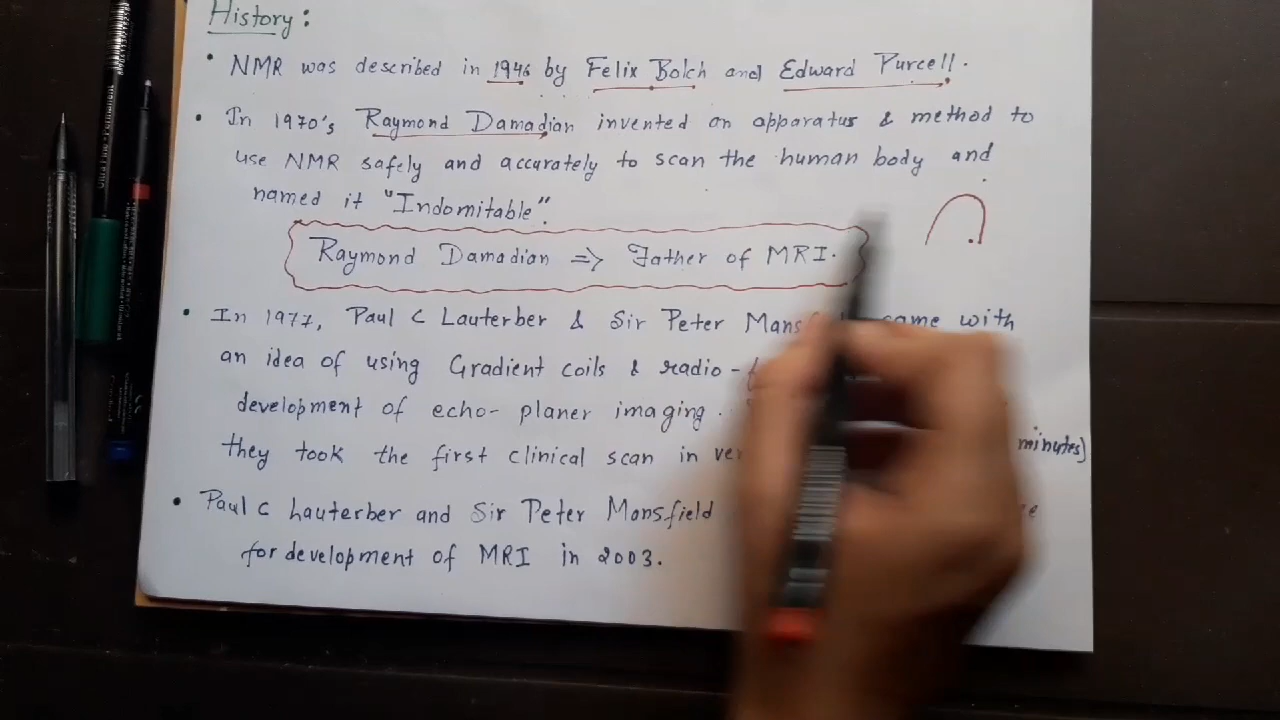 History:
• NMR was described in 1946 by Felix Bolch and Edward Purcell.
• In 1970's Raymond Damadian invented an apparatus & method to
use NMR safely and accurately to scan the human body and
named it "Indomitable".
Raymond Damadian => Father of MRI.
• In 1977, Paul C Lauterber & Sir Peter came with
an idea of using Gradient coils & radio-
development of echo-planer imaging.
they took the first clinical scan in minutes)
• Paul C Lauterber and Sir Peter Mansfield
for development of MRI in 2003.